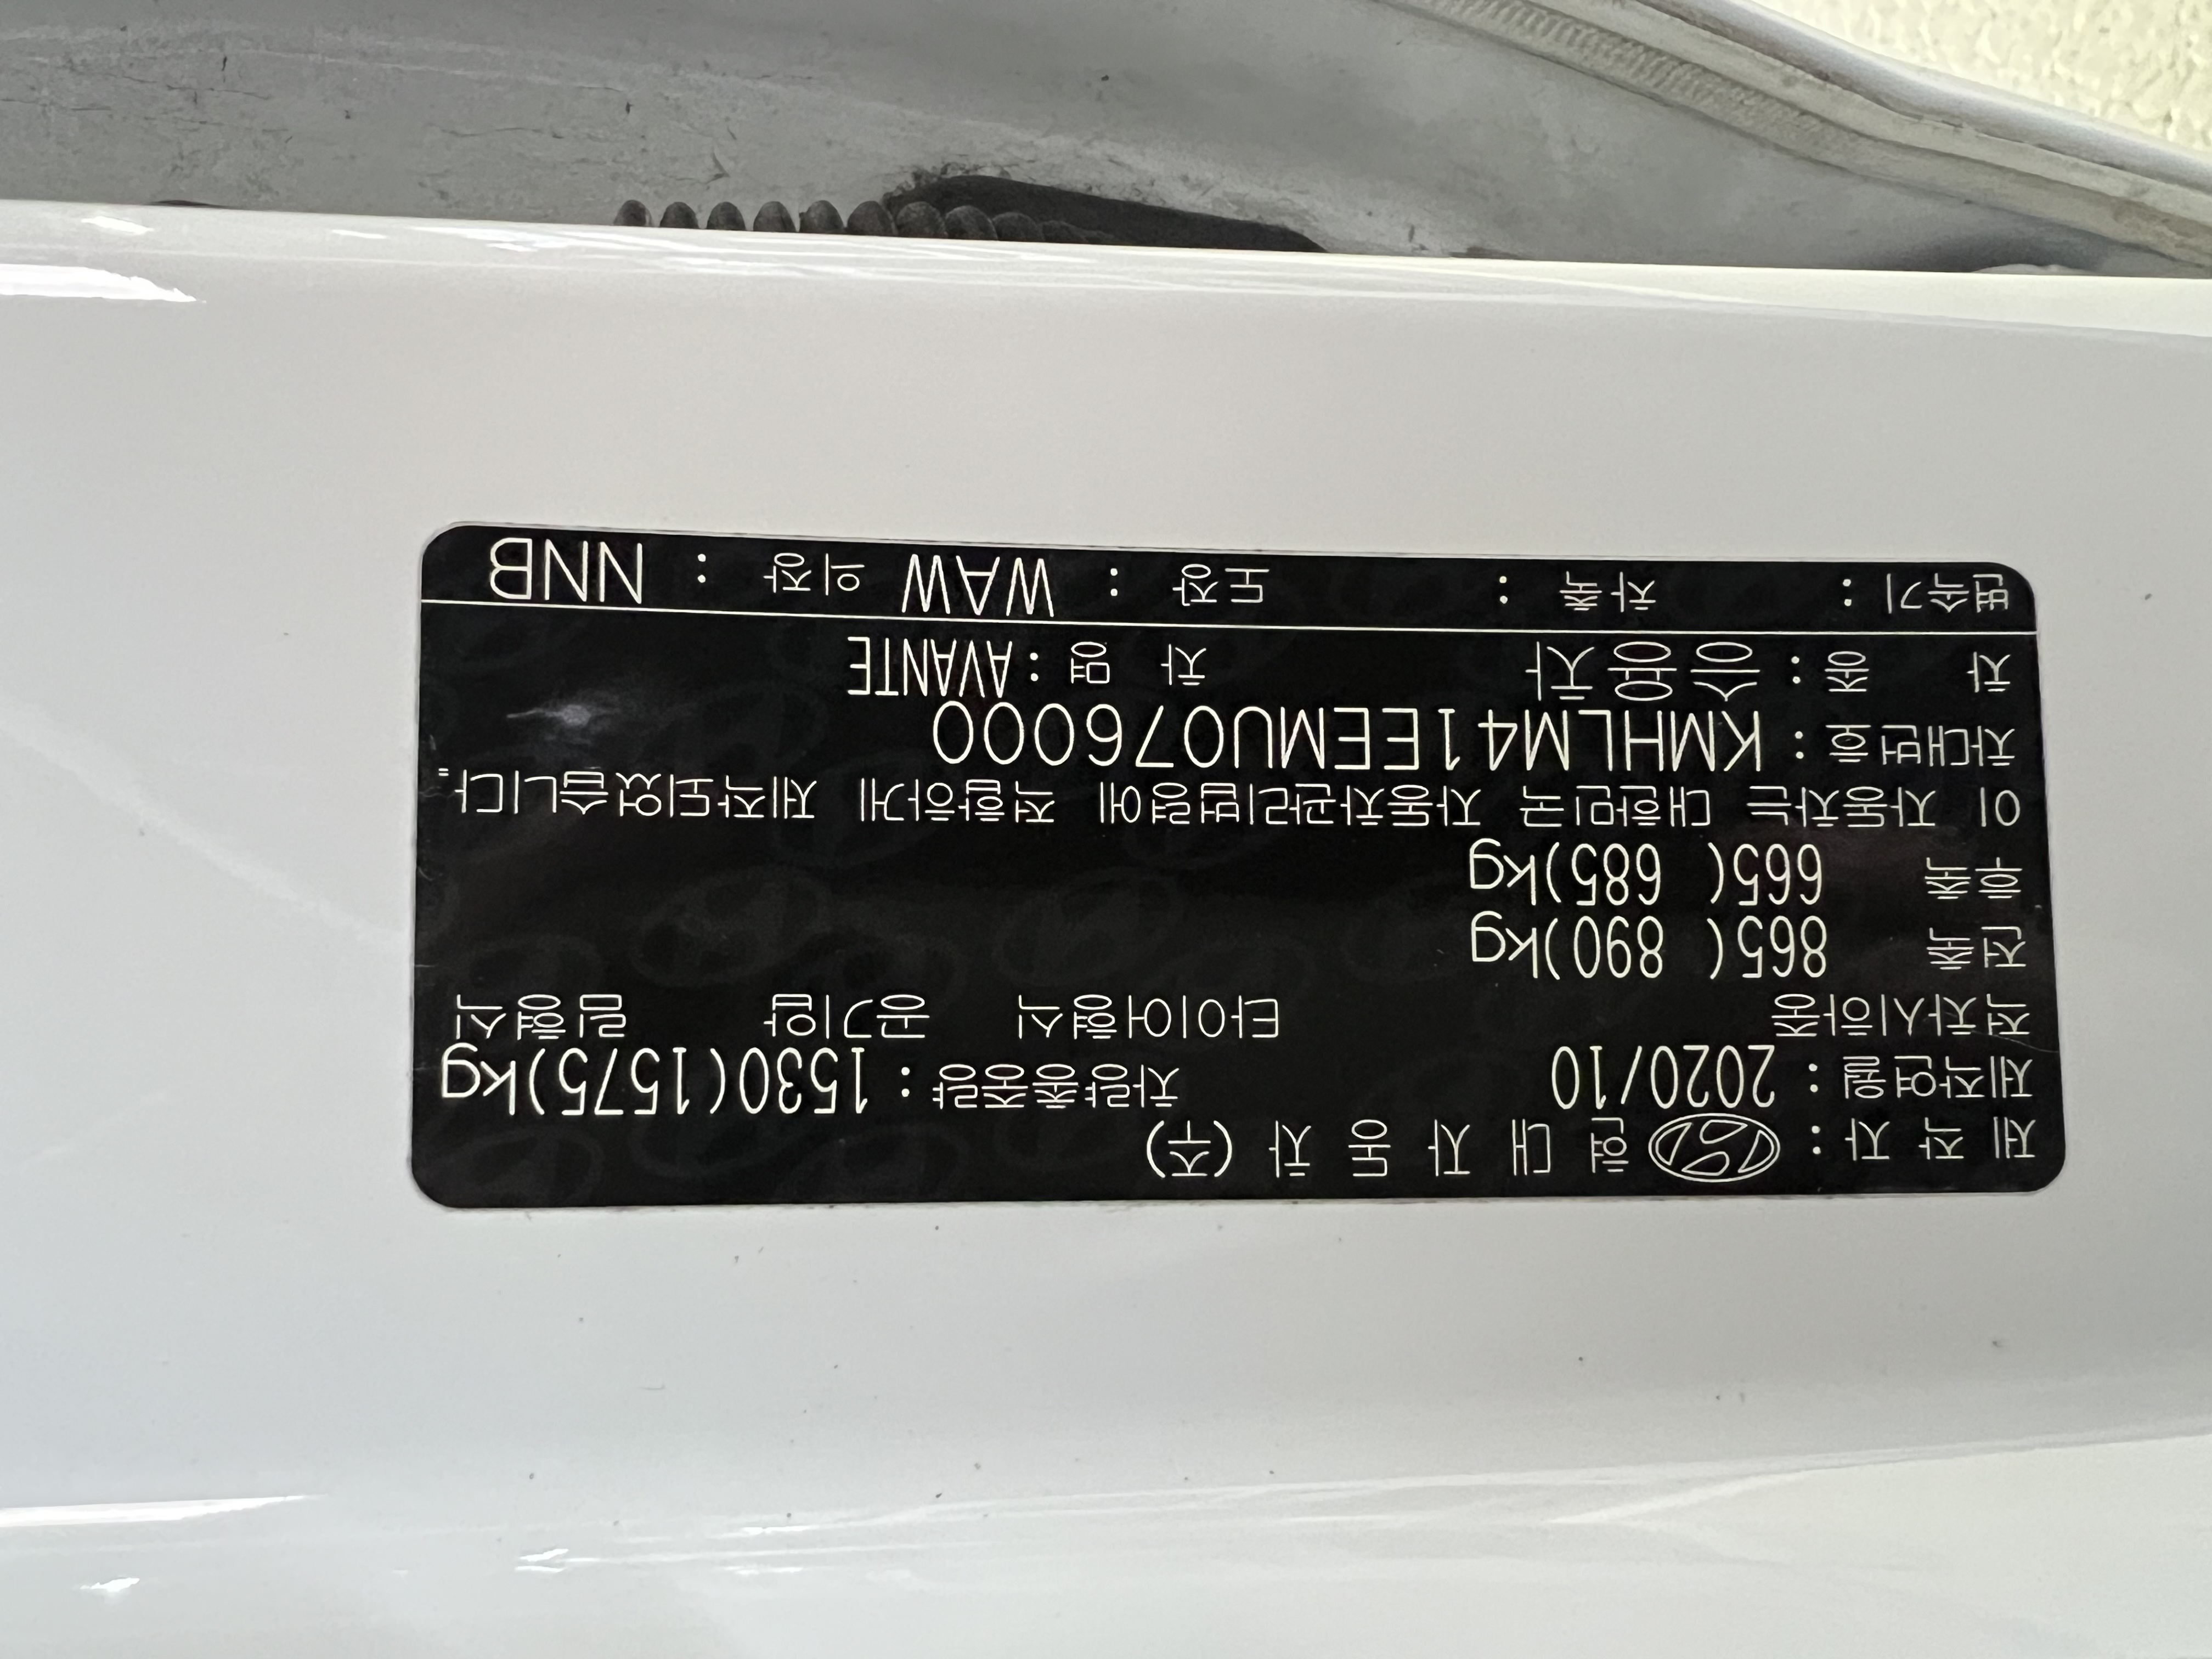 제 작 자 : 현 대 자 동 차 (주)
제작연월 : 2020/10 차량총중량 : 1530(1575)kg
적차시하중 타이어형식 공기압 림형식
전축 865( 890)kg
후축 665( 685)kg
이 자동차는 대한민국 자동차관리법령에 적합하게 제작되었습니다.
차대번호 : KMHLM41EEMU076000
차 종 : 승용차 차 명 : AVANTE
변속기 : 차축 : 도장 : WAW 의장 : NNB